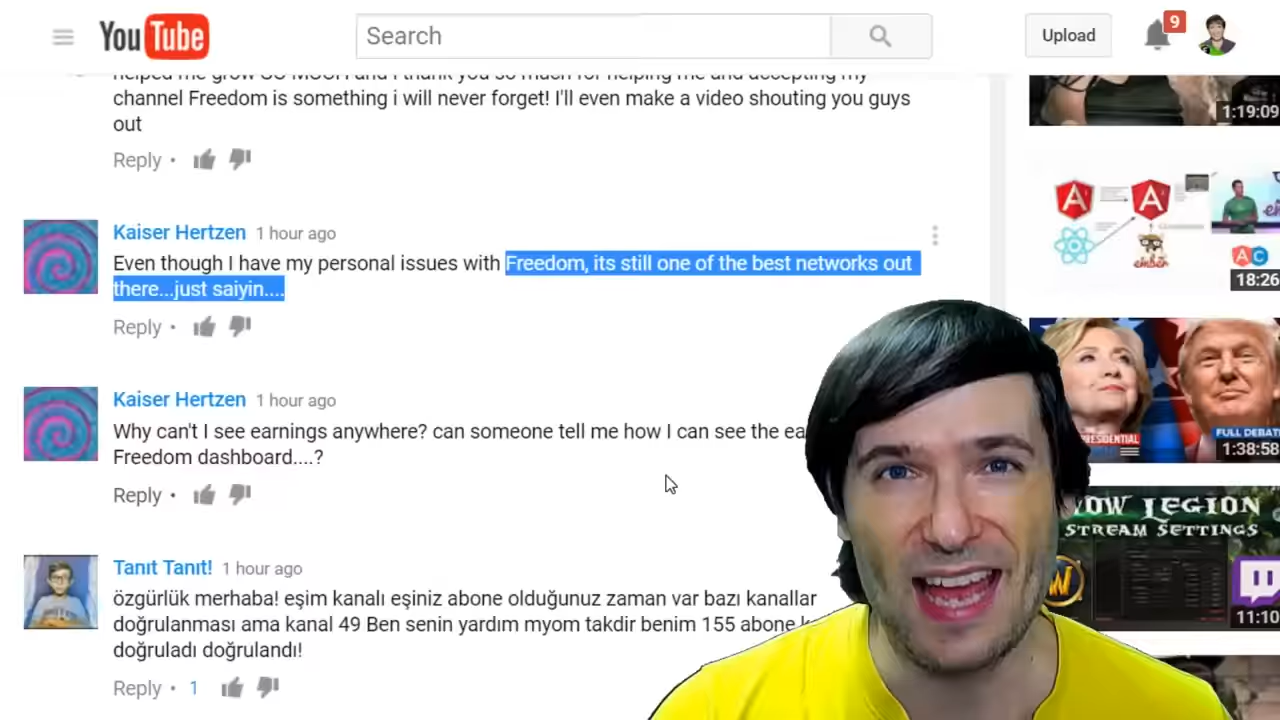 YouTube
Search
Upload
9
helped me grow SO MUCH and I thank you so much for helping me and accepting my
channel Freedom is something i will never forget! I'll even make a video shouting you guys
out
Reply •
Kaiser Hertzen 1 hour ago
Even though I have my personal issues with Freedom, its still one of the best networks out
there...just saiyin....
Reply •
Kaiser Hertzen 1 hour ago
Why can't I see earnings anywhere? can someone tell me how I can see the ea
Freedom dashboard....?
Reply •
Tanıt Tanıt! 1 hour ago
özgürlük merhaba! eşim kanalı eşiniz abone olduğunuz zaman var bazı kanallar
doğrulanması ama kanal 49 Ben senin yardım myom takdir benim 155 abone k
doğruladı doğrulandı!
Reply • 1
1:19:09
A
A
ember
AC
18:26
RESIDENTIAL
FULL DEBAT
1:38:58
WOW LEGION
STREAM SETTINGS
W
11:10